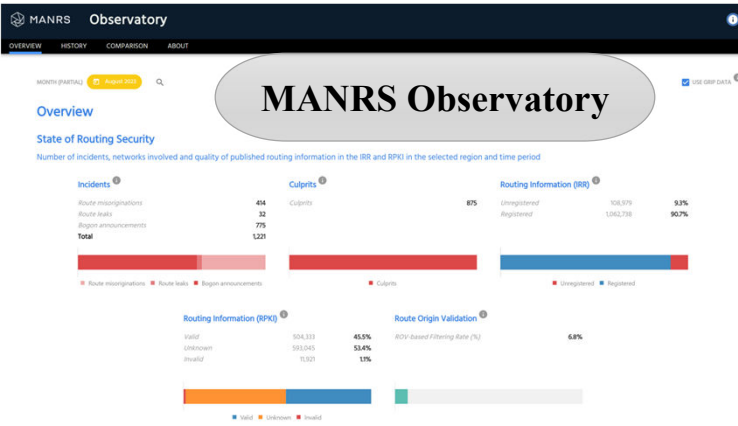 MANRS Observatory
OVERVIEW HISTORY COMPARISON ABOUT
MONTH (PARTIAL) August 2022
USE GRIP DATA
MANRS Observatory
Overview
State of Routing Security
Number of incidents, networks involved and quality of published routing information in the IRR and RPKI in the selected region and time period
Incidents
Route misoriginations 414
Route leaks 32
Bogon announcements 775
Total 1,221
Route misoriginations Route leaks Bogon announcements
Culprits
Culprits 875
Culprits
Routing Information (IRR)
Unregistered 108,979 9.3%
Registered 1,062,738 90.7%
Unregistered Registered
Routing Information (RPKI)
Valid 504,333 45.5%
Unknown 593,045 53.4%
Invalid 11,921 1.1%
Valid Unknown Invalid
Route Origin Validation
ROV-based Filtering Rate (%) 6.8%